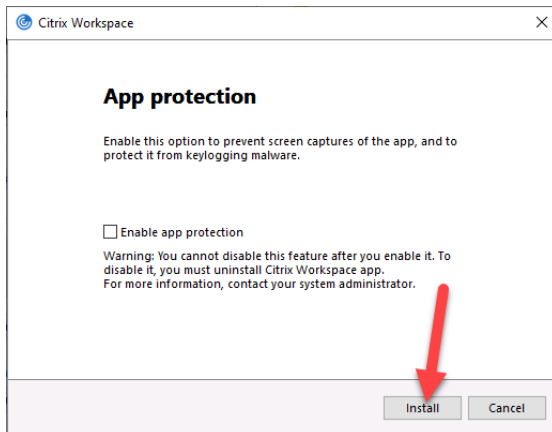 Citrix Workspace
App protection
Enable this option to prevent screen captures of the app, and to
protect it from keylogging malware.
Enable app protection
Warning: You cannot disable this feature after you enable it. To
disable it, you must uninstall Citrix Workspace app.
For more information, contact your system administrator.
Install
Cancel